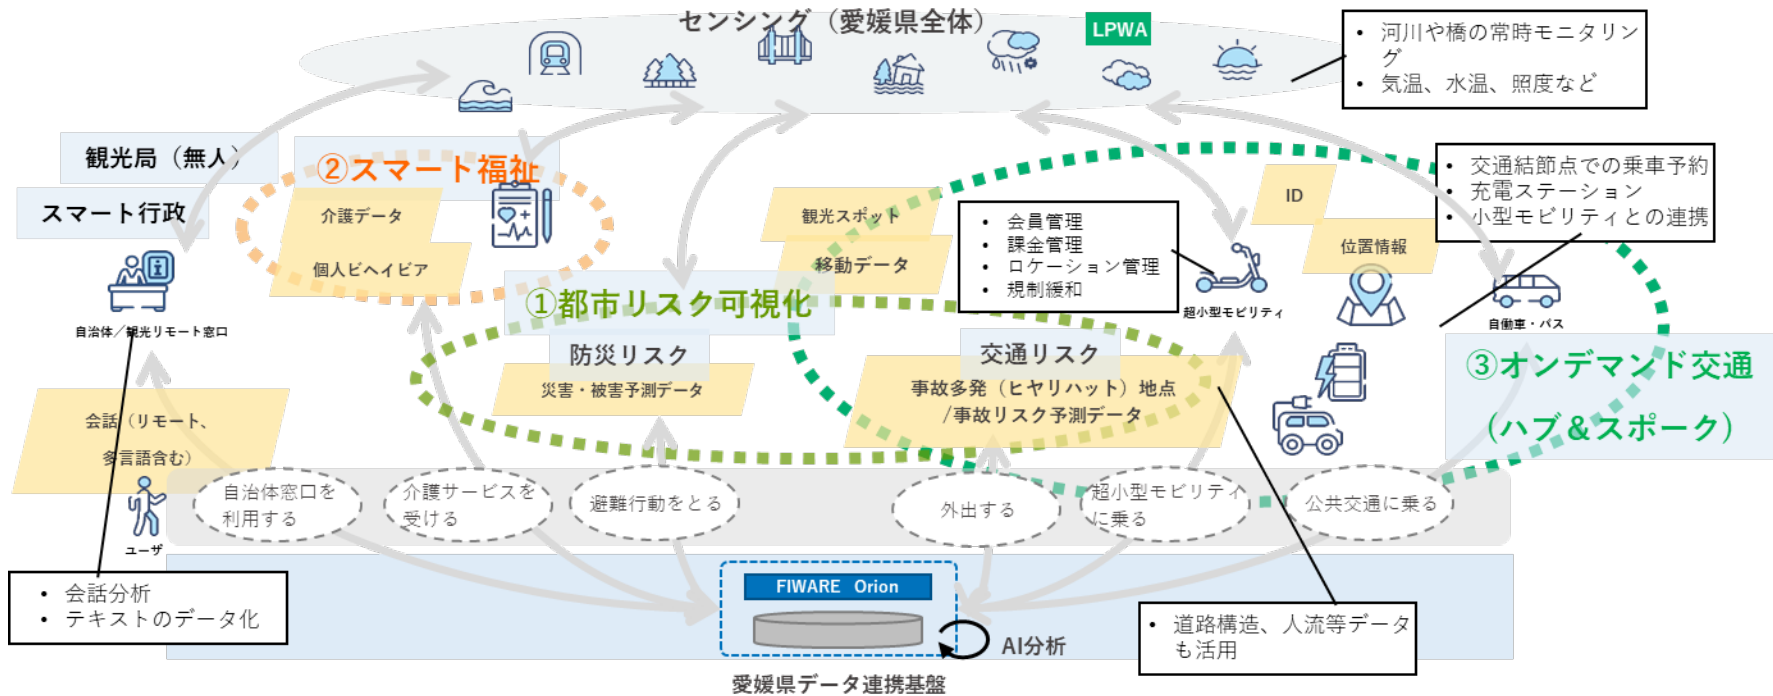 センシング（愛媛県全体）
LPWA
• 河川や橋の常時モニタリン
グ
• 気温、水温、照度など
観光局（無人）
スマート行政
②スマート福祉
介護データ
個人ビヘイビア
観光スポット
移動データ
• 会員管理
• 課金管理
• ロケーション管理
• 規制緩和
ID
位置情報
• 交通結節点での乗車予約
• 充電ステーション
• 小型モビリティとの連携
自治体／観光リモート窓口
①都市リスク可視化
超小型モビリティ
自働車・バス
防災リスク
災害・被害予測データ
交通リスク
事故多発（ヒヤリハット）地点
/事故リスク予測データ
③オンデマンド交通
（ハブ＆スポーク）
会話（リモート、
多言語含む）
ユーザ
自治体窓口を
利用する
介護サービスを
受ける
避難行動をとる
外出する
超小型モビリティ
に乗る
公共交通に乗る
• 会話分析
• テキストのデータ化
FIWARE Orion
AI分析
愛媛県データ連携基盤
• 道路構造、人流等データ
も活用